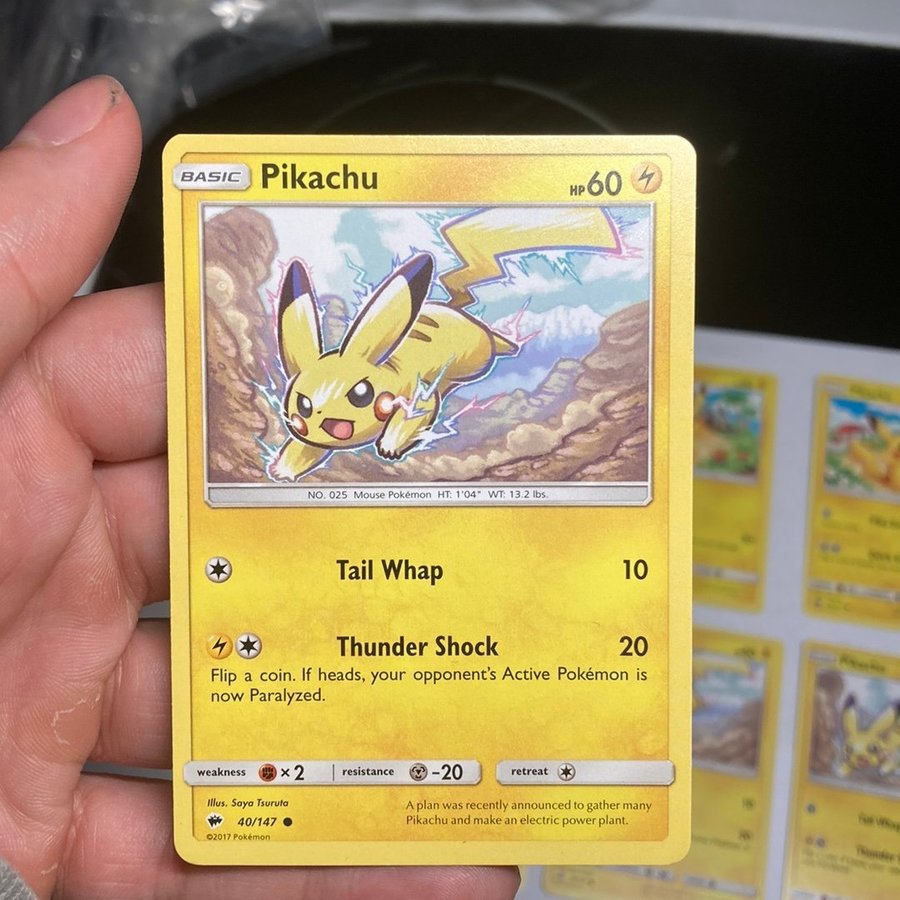 BASIC Pikachu HP60
NO. 025 Mouse Pokémon HT: 1'04" WT: 13.2 lbs.
Tail Whap 10
Thunder Shock 20
Flip a coin. If heads, your opponent's Active Pokémon is
now Paralyzed.
weakness ×2 resistance -20 retreat
Illus. Saya Tsuruta
40/147
©2017 Pokémon
A plan was recently announced to gather many
Pikachu and make an electric power plant.
Pikachu